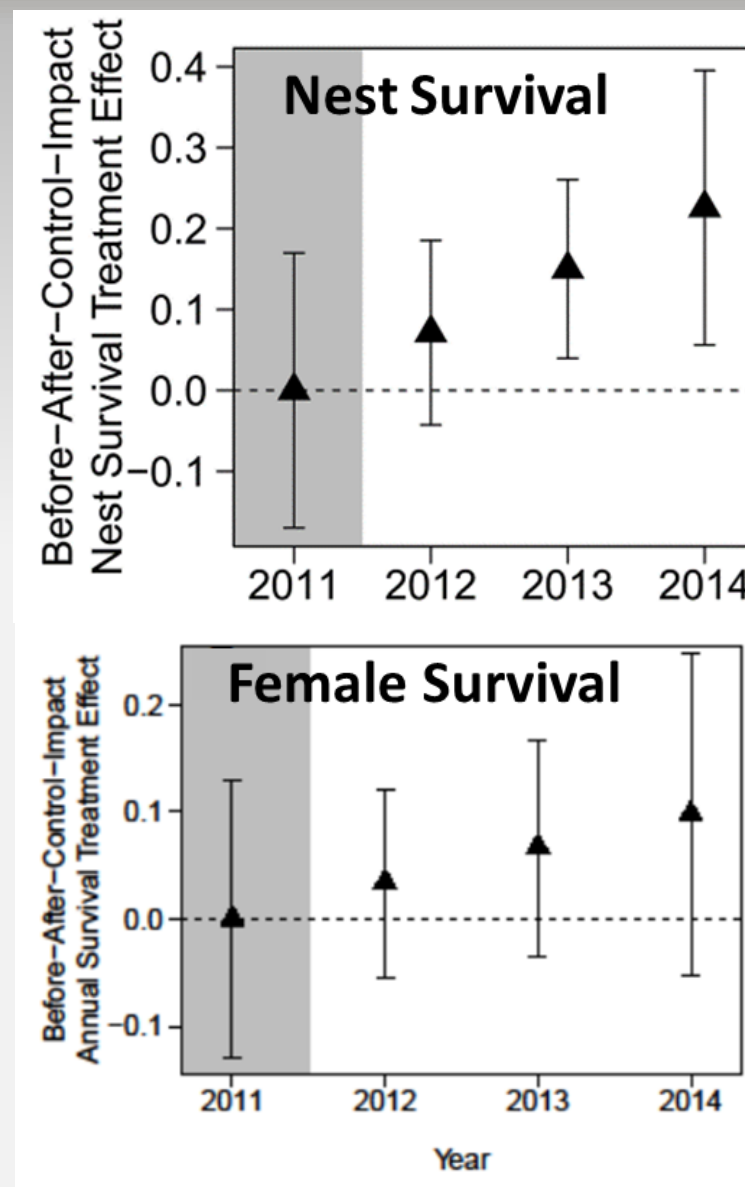 Before−After−Control−Impact
Nest Survival Treatment Effect
Nest Survival
0.4
0.3
0.2
0.1
0.0
−0.1
2011 2012 2013 2014
Before−After−Control−Impact
Annual Survival Treatment Effect
Female Survival
0.2
0.1
0.0
−0.1
2011 2012 2013 2014
Year